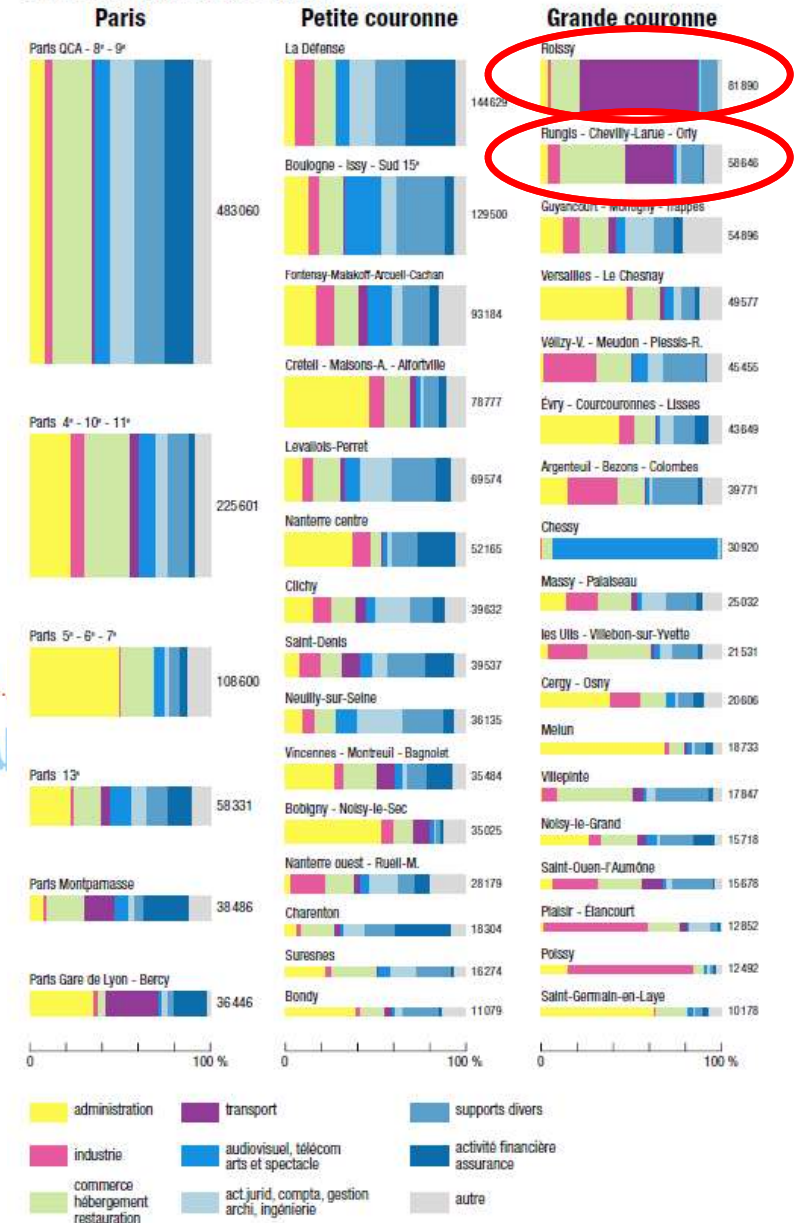 Paris
Paris QCA - 8e - 9e
483 060
Paris 4e - 10e - 11e
225 601
Paris 5e - 6e - 7e
108 600
Paris 13e
58 331
Paris Montparnasse
38 486
Paris Gare de Lyon - Bercy
36 446
0 100 %
Petite couronne
La Défense
144 629
Boulogne - Issy - Sud 15e
129 500
Fontenay-Malakoff-Arcueil-Cachan
93 184
Créteil - Maisons-A. - Alfortville
78 777
Levallois-Perret
69 574
Nanterre centre
52 165
Clichy
39 632
Saint-Denis
39 537
Neuilly-sur-Seine
36 135
Vincennes - Montreuil - Bagnolet
35 484
Bobigny - Noisy-le-Sec
35 025
Nanterre ouest - Rueil-M.
28 179
Charenton
18 304
Suresnes
16 274
Bondy
11 079
0 100 %
Grande couronne
Roissy
81 890
Rungis - Chevilly-Larue - Orly
58 646
Guyancourt - Montigny - Trappes
54 896
Versailles - Le Chesnay
49 577
Vélizy-V. - Meudon - Plessis-R.
45 455
Évry - Courcouronnes - Lisses
43 649
Argenteuil - Bezons - Colombes
39 771
Chessy
30 920
Massy - Palaiseau
25 032
les Ulis - Villebon-sur-Yvette
21 531
Cergy - Osny
20 606
Melun
18 733
Villepinte
17 847
Noisy-le-Grand
15 718
Saint-Ouen-l'Aumône
15 678
Plaisir - Élancourt
12 852
Poissy
12 492
Saint-Germain-en-Laye
10 178
0 100 %
administration
industrie
commerce
hébergement
restauration
transport
audiovisuel, télécom
arts et spectacle
act.jurid, compta, gestion
archi, ingénierie
supports divers
activité financière
assurance
autre